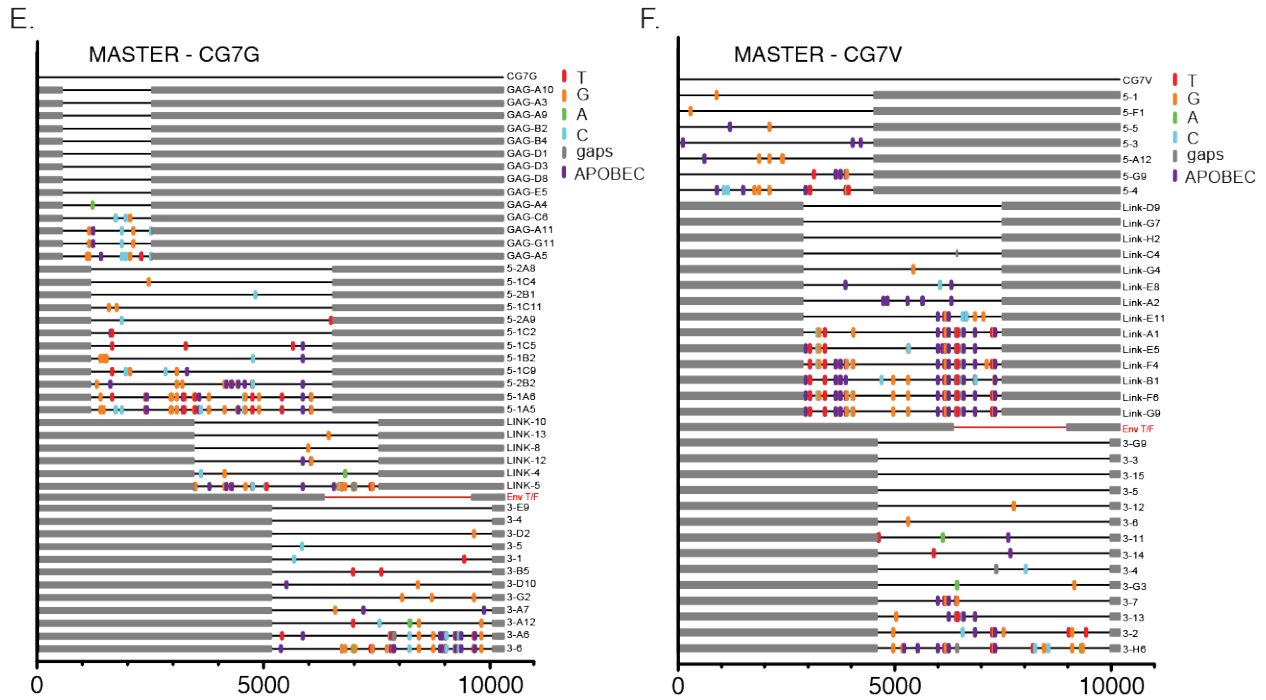 E.
MASTER - CG7G
T
G
A
C
gaps
APOBEC
CG7G
GAG-A10
GAG-A3
GAG-A9
GAG-B2
GAG-B4
GAG-D1
GAG-D3
GAG-D8
GAG-E5
GAG-A4
GAG-C6
GAG-A11
GAG-G11
GAG-A5
5-2A8
5-1C4
5-2B1
5-1C11
5-2A9
5-1C2
5-1C5
5-1B2
5-1C9
5-2B2
5-1A6
5-1A5
LINK-10
LINK-13
LINK-8
LINK-12
LINK-4
LINK-5
Env T/F
3-E9
3-4
3-D2
3-5
3-1
3-B5
3-D10
3-G2
3-A7
3-A12
3-A6
3-6
0 5000 10000
F.
MASTER - CG7V
T
G
A
C
gaps
APOBEC
CG7V
5-1
5-F1
5-5
5-3
5-A12
5-G9
5-4
Link-D9
Link-G7
Link-H2
Link-C4
Link-G4
Link-E8
Link-A2
Link-E11
Link-A1
Link-E5
Link-F4
Link-B1
Link-F6
Link-G9
Env T/F
3-G9
3-3
3-15
3-5
3-12
3-6
3-11
3-14
3-4
3-G3
3-7
3-13
3-2
3-H6
0 5000 10000